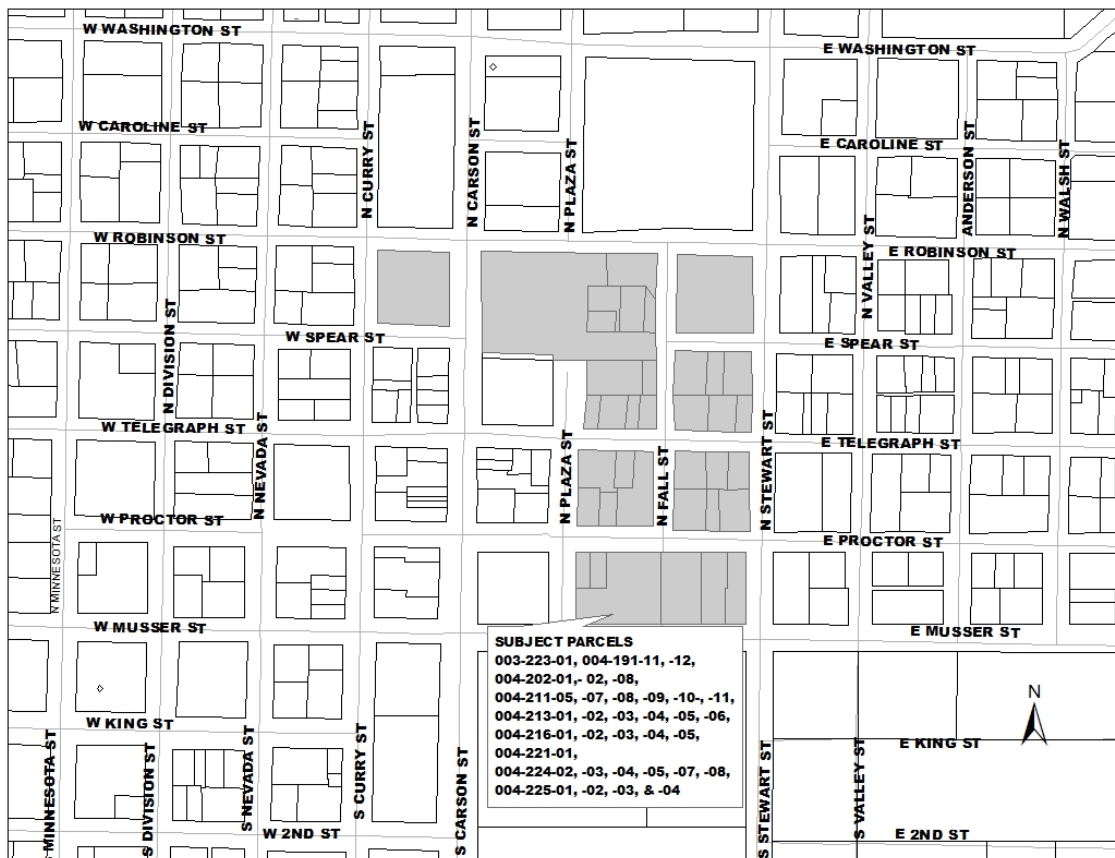 W WASHINGTON ST
E WASHINGTON ST
W CAROLINE ST
E CAROLINE ST
N CURRY ST
N CARSON ST
N PLAZA ST
ANDERSON ST
N WALSH ST
W ROBINSON ST
E ROBINSON ST
N VALLEY ST
W SPEAR ST
E SPEAR ST
N DIVISION ST
W TELEGRAPH ST
E TELEGRAPH ST
N NEVADA ST
N PLAZA ST
N FALL ST
N STEWART ST
W PROCTOR ST
E PROCTOR ST
N MINNESOTA ST
W MUSSER ST
E MUSSER ST
SUBJECT PARCELS
003-223-01, 004-191-11, -12,
004-202-01,- 02, -08,
004-211-05, -07, -08, -09, -10-, -11,
004-213-01, -02, -03, -04, -05, -06,
004-216-01, -02, -03, -04, -05,
004-221-01,
004-224-02, -03, -04, -05, -07, -08,
004-225-01, -02, -03, & -04
N
W KING ST
E KING ST
MINNESOTA ST
S DIVISION ST
S NEVADA ST
S CURRY ST
S CARSON ST
S STEWART ST
S VALLEY ST
W 2ND ST
E 2ND ST